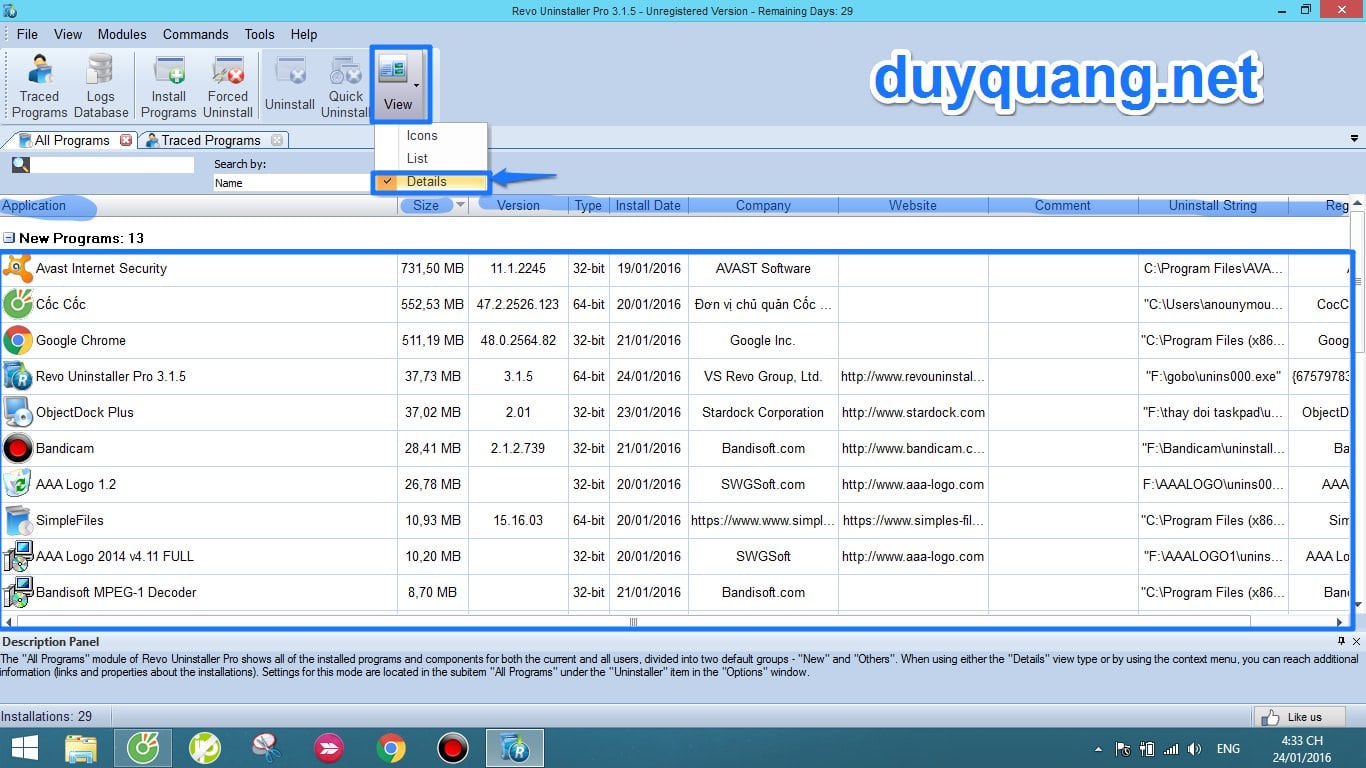 Revo Uninstaller Pro 3.1.5 - Unregistered Version - Remaining Days: 29
File View Modules Commands Tools Help
Traced Programs
Logs Database
Install Programs
Forced Uninstall
Uninstall
Quick Uninstall
View
duyquang.net
Icons
List
Details
All Programs Traced Programs
Search by:
Name
Application Size Version Type Install Date Company Website Comment Uninstall String Reg
New Programs: 13
Avast Internet Security 731,50 MB 11.1.2245 32-bit 19/01/2016 AVAST Software C:\Program Files\AVA...
Cốc Cốc 552,53 MB 47.2.2526.123 64-bit 20/01/2016 Đơn vị chủ quản Cốc ... "C:\Users\anounymou... CocC
Google Chrome 511,19 MB 48.0.2564.82 32-bit 21/01/2016 Google Inc. "C:\Program Files (x86... Goog
Revo Uninstaller Pro 3.1.5 37,73 MB 3.1.5 64-bit 24/01/2016 VS Revo Group, Ltd. http://www.revouninstal... "F:\gobo\unins000.exe" {67579783
ObjectDock Plus 37,02 MB 2.01 32-bit 23/01/2016 Stardock Corporation http://www.stardock.com "F:\thay doi taskpad\u... ObjectD
Bandicam 28,41 MB 2.1.2.739 32-bit 21/01/2016 Bandisoft.com http://www.bandicam.c... "F:\Bandicam\uninstall... Ba
AAA Logo 1.2 26,78 MB 32-bit 20/01/2016 SWGSoft.com http://www.aaa-logo.com F:\AAALOGO\unins00... AAA
SimpleFiles 10,93 MB 15.16.03 64-bit 20/01/2016 https://www.www.simpl... https://www.simples-fil... "C:\Program Files (x86... Sim
AAA Logo 2014 v4.11 FULL 10,20 MB 32-bit 20/01/2016 SWGSoft http://www.aaa-logo.com "F:\AAALOGO1\unins... AAA Lo
Bandisoft MPEG-1 Decoder 8,70 MB 32-bit 21/01/2016 Bandisoft.com "C:\Program Files (x86... Banc
Description Panel
The "All Programs" module of Revo Uninstaller Pro shows all of the installed programs and components for both the current and all users, divided into two default groups - "New" and "Others". When using either the "Details" view type or by using the context menu, you can reach additional
information (links and properties about the installations). Settings for this mode are located in the subitem "All Programs" under the "Uninstaller" item in the "Options" window.
Installations: 29
Like us
ENG
4:33 CH
24/01/2016